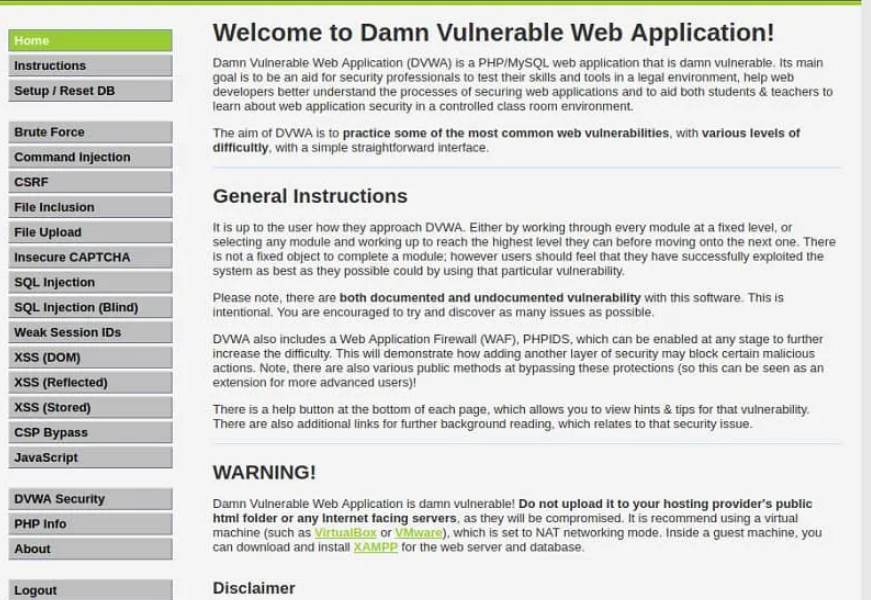 Home
Instructions
Setup / Reset DB
Brute Force
Command Injection
CSRF
File Inclusion
File Upload
Insecure CAPTCHA
SQL Injection
SQL Injection (Blind)
Weak Session IDs
XSS (DOM)
XSS (Reflected)
XSS (Stored)
CSP Bypass
JavaScript
DVWA Security
PHP Info
About
Logout
Welcome to Damn Vulnerable Web Application!
Damn Vulnerable Web Application (DVWA) is a PHP/MySQL web application that is damn vulnerable. Its main
goal is to be an aid for security professionals to test their skills and tools in a legal environment, help web
developers better understand the processes of securing web applications and to aid both students & teachers to
learn about web application security in a controlled class room environment.
The aim of DVWA is to practice some of the most common web vulnerabilities, with various levels of
difficultly, with a simple straightforward interface.
General Instructions
It is up to the user how they approach DVWA. Either by working through every module at a fixed level, or
selecting any module and working up to reach the highest level they can before moving onto the next one. There
is not a fixed object to complete a module; however users should feel that they have successfully exploited the
system as best as they possible could by using that particular vulnerability.
Please note, there are both documented and undocumented vulnerability with this software. This is
intentional. You are encouraged to try and discover as many issues as possible.
DVWA also includes a Web Application Firewall (WAF), PHPIDS, which can be enabled at any stage to further
increase the difficulty. This will demonstrate how adding another layer of security may block certain malicious
actions. Note, there are also various public methods at bypassing these protections (so this can be seen as an
extension for more advanced users)!
There is a help button at the bottom of each page, which allows you to view hints & tips for that vulnerability.
There are also additional links for further background reading, which relates to that security issue.
WARNING!
Damn Vulnerable Web Application is damn vulnerable! Do not upload it to your hosting provider's public
html folder or any Internet facing servers, as they will be compromised. It is recommend using a virtual
machine (such as VirtualBox or VMware), which is set to NAT networking mode. Inside a guest machine, you
can download and install XAMPP for the web server and database.
Disclaimer